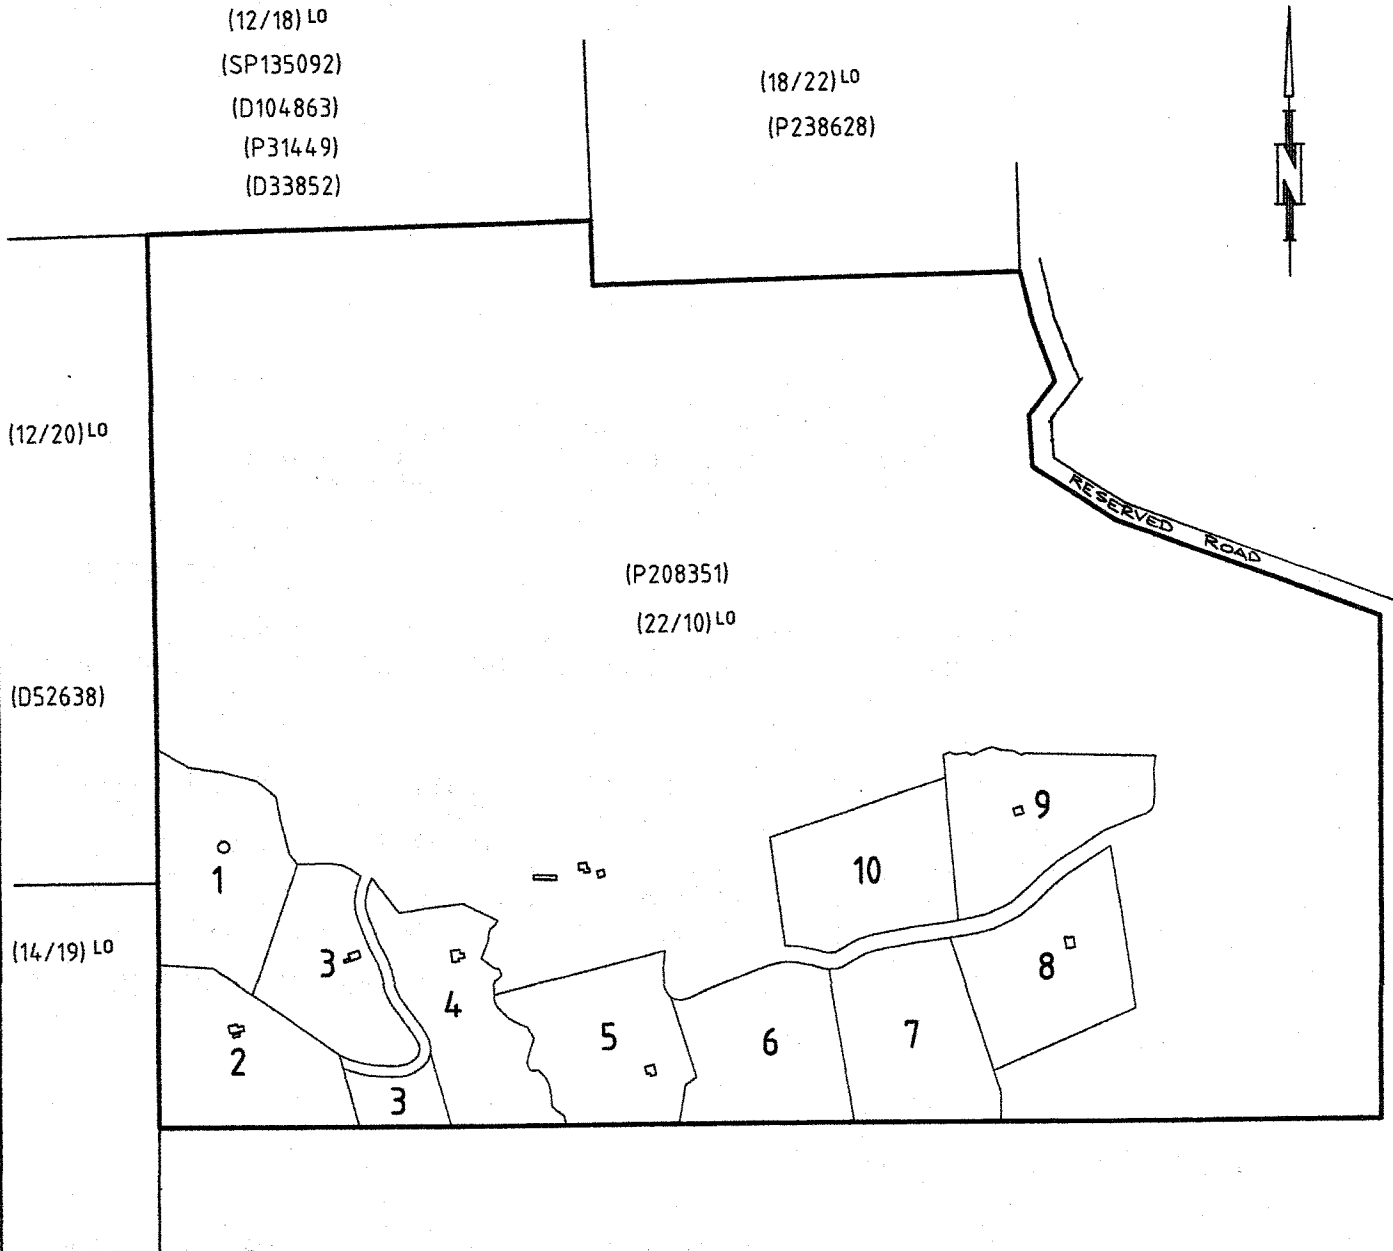 (12/18) LO
(SP135092)
(D104863)
(P31449)
(D33852)
(18/22) LO
(P238628)
N
(12/20) LO
RESERVED ROAD
(P208351)
(22/10) LO
(D52638)
(14/19) LO
1
2
3
3
4
5
6
7
8
9
10